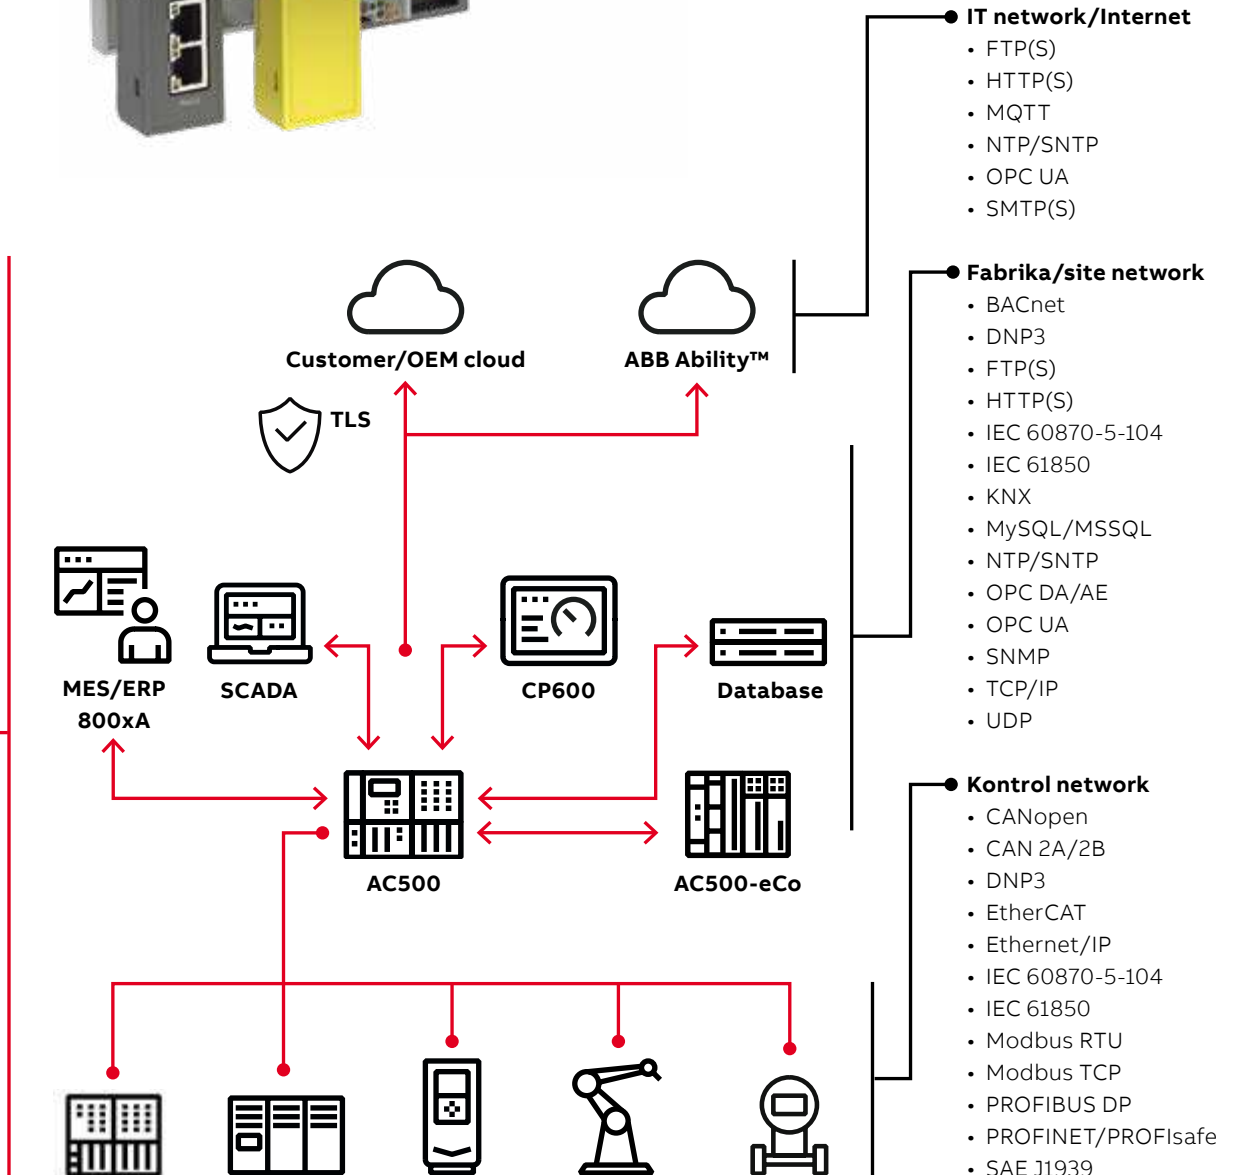 IT network/Internet
• FTP(S)
• HTTP(S)
• MQTT
• NTP/SNTP
• OPC UA
• SMTP(S)
Fabrika/site network
• BACnet
• DNP3
• FTP(S)
• HTTP(S)
• IEC 60870-5-104
• IEC 61850
• KNX
• MySQL/MSSQL
• NTP/SNTP
• OPC DA/AE
• OPC UA
• SNMP
• TCP/IP
• UDP
Kontrol network
• CANopen
• CAN 2A/2B
• DNP3
• EtherCAT
• Ethernet/IP
• IEC 60870-5-104
• IEC 61850
• Modbus RTU
• Modbus TCP
• PROFIBUS DP
• PROFINET/PROFIsafe
• SAE J1939
Customer/OEM cloud
ABB Ability™
TLS
MES/ERP
800xA
SCADA
CP600
Database
AC500
AC500-eCo